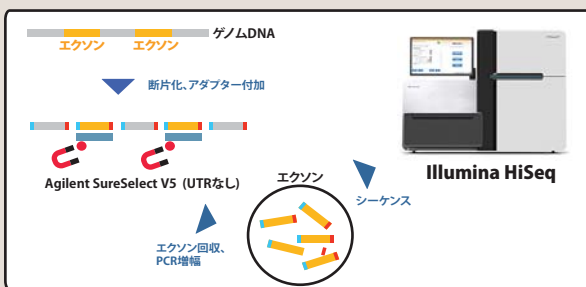 ゲノムDNA
エクソン エクソン
断片化、アダプター付加
Agilent SureSelect V5 (UTRなし)
Illumina HiSeq
エクソン
シーケンス
エクソン回収、
PCR増幅